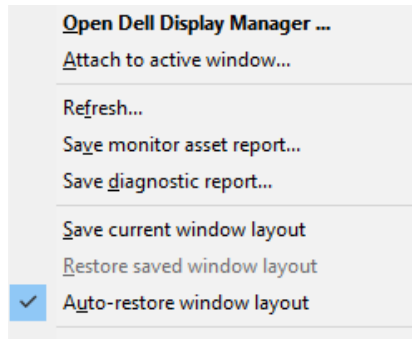 Open Dell Display Manager ...
Attach to active window...
Refresh...
Save monitor asset report...
Save diagnostic report...
Save current window layout
Restore saved window layout
Auto-restore window layout